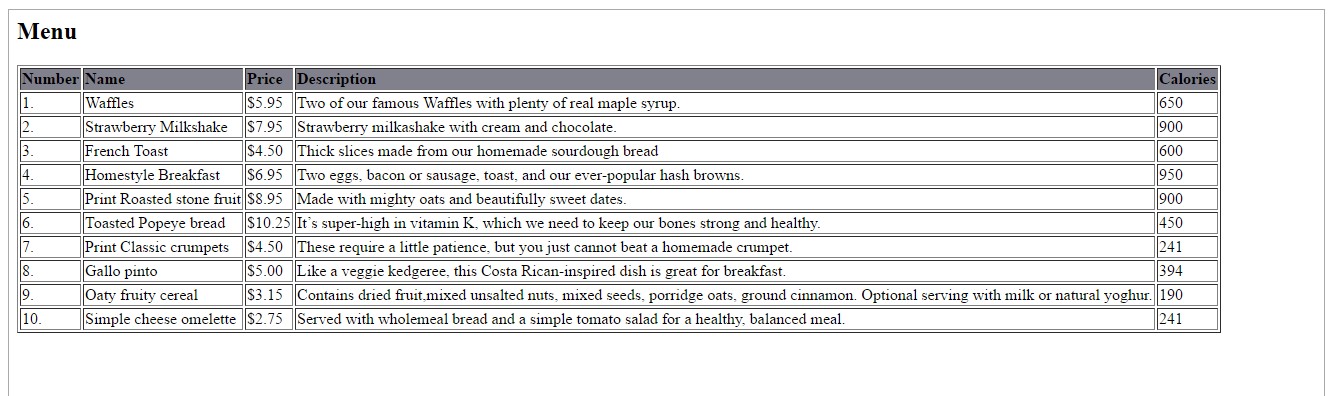 Menu
Number Name Price Description Calories
1. Waffles $5.95 Two of our famous Waffles with plenty of real maple syrup. 650
2. Strawberry Milkshake $7.95 Strawberry milkashake with cream and chocolate. 900
3. French Toast $4.50 Thick slices made from our homemade sourdough bread 600
4. Homestyle Breakfast $6.95 Two eggs, bacon or sausage, toast, and our ever-popular hash browns. 950
5. Print Roasted stone fruit $8.95 Made with mighty oats and beautifully sweet dates. 900
6. Toasted Popeye bread $10.25 It's super-high in vitamin K, which we need to keep our bones strong and healthy. 450
7. Print Classic crumpets $4.50 These require a little patience, but you just cannot beat a homemade crumpet. 241
8. Gallo pinto $5.00 Like a veggie kedgeree, this Costa Rican-inspired dish is great for breakfast. 394
9. Oaty fruity cereal $3.15 Contains dried fruit,mixed unsalted nuts, mixed seeds, porridge oats, ground cinnamon. Optional serving with milk or natural yoghur. 190
10. Simple cheese omelette $2.75 Served with wholemeal bread and a simple tomato salad for a healthy, balanced meal. 241